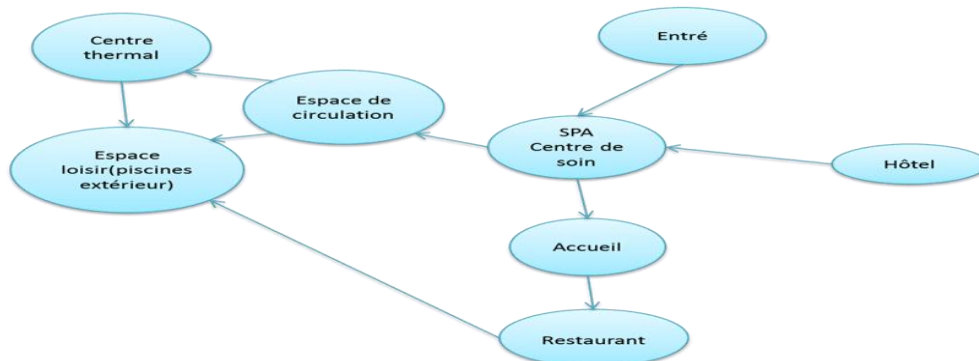 Centre
thermal
Entré
Espace de
circulation
SPA
Centre de
soin
Espace
loisir(piscines
extérieur)
Hôtel
Accueil
Restaurant